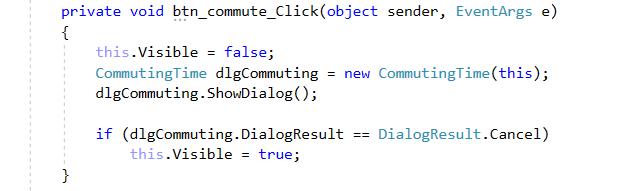 private void btn_commute_Click(object sender, EventArgs e)
{
this.Visible = false;
CommutingTime dlgCommuting = new CommutingTime(this);
dlgCommuting.ShowDialog();
if (dlgCommuting.DialogResult == DialogResult.Cancel)
this.Visible = true;
}